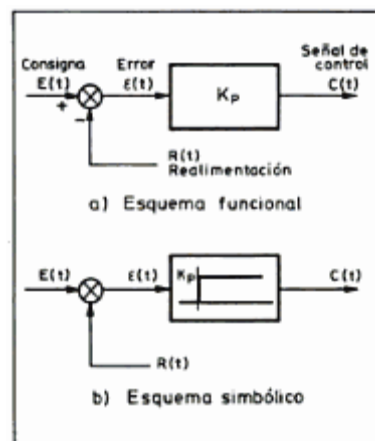 Consigna Error Señal de control
E(t) ε(t) C(t)
+
−
Kp
R(t)
Realimentación
a) Esquema funcional
E(t) ε(t) Kp C(t)
R(t)
b) Esquema simbólico